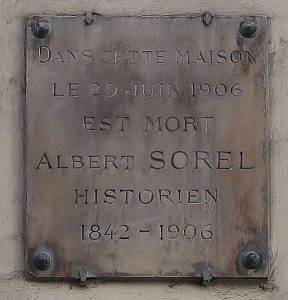 DANS CETTE MAISON
LE 29 JUIN 1906
EST MORT
ALBERT SOREL
HISTORIEN
1842 - 1906